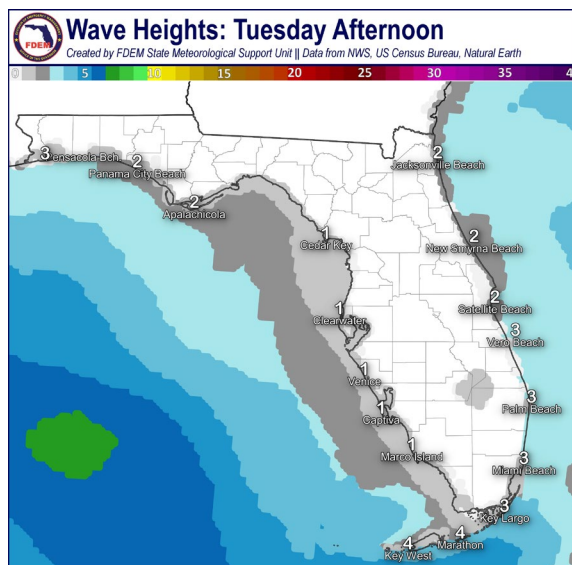 FDEM
Wave Heights: Tuesday Afternoon
Created by FDEM State Meteorological Support Unit || Data from NWS, US Census Bureau, Natural Earth
0 5 10 15 20 25 30 35 4
3
Pensacola Bch.
2
Panama City Beach
2
Apalachicola
2
Jacksonville Beach
1
Cedar Key
2
New Smyrna Beach
1
Clearwater
2
Satellite Beach
3
Vero Beach
1
Venice
1
Captiva
3
Palm Beach
1
Marco Island
3
Miami Beach
3
Key Largo
4
Marathon
4
Key West